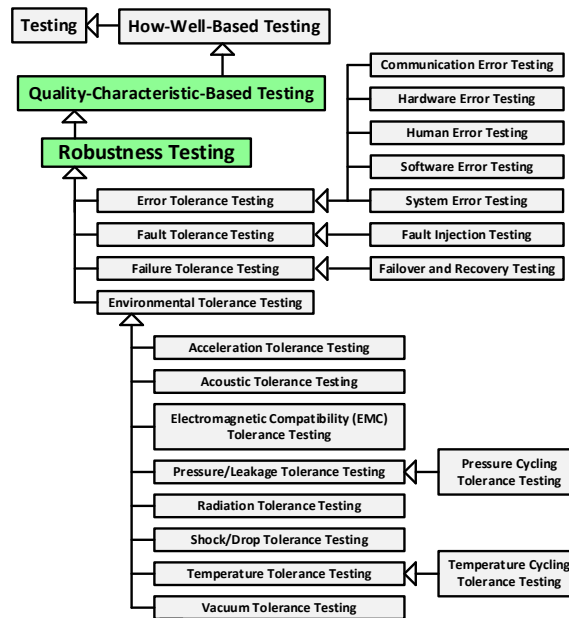 Testing
How-Well-Based Testing
Quality-Characteristic-Based Testing
Robustness Testing
Communication Error Testing
Hardware Error Testing
Human Error Testing
Software Error Testing
Error Tolerance Testing
System Error Testing
Fault Tolerance Testing
Fault Injection Testing
Failure Tolerance Testing
Failover and Recovery Testing
Environmental Tolerance Testing
Acceleration Tolerance Testing
Acoustic Tolerance Testing
Electromagnetic Compatibility (EMC)
Tolerance Testing
Pressure/Leakage Tolerance Testing
Pressure Cycling
Tolerance Testing
Radiation Tolerance Testing
Shock/Drop Tolerance Testing
Temperature Tolerance Testing
Temperature Cycling
Tolerance Testing
Vacuum Tolerance Testing